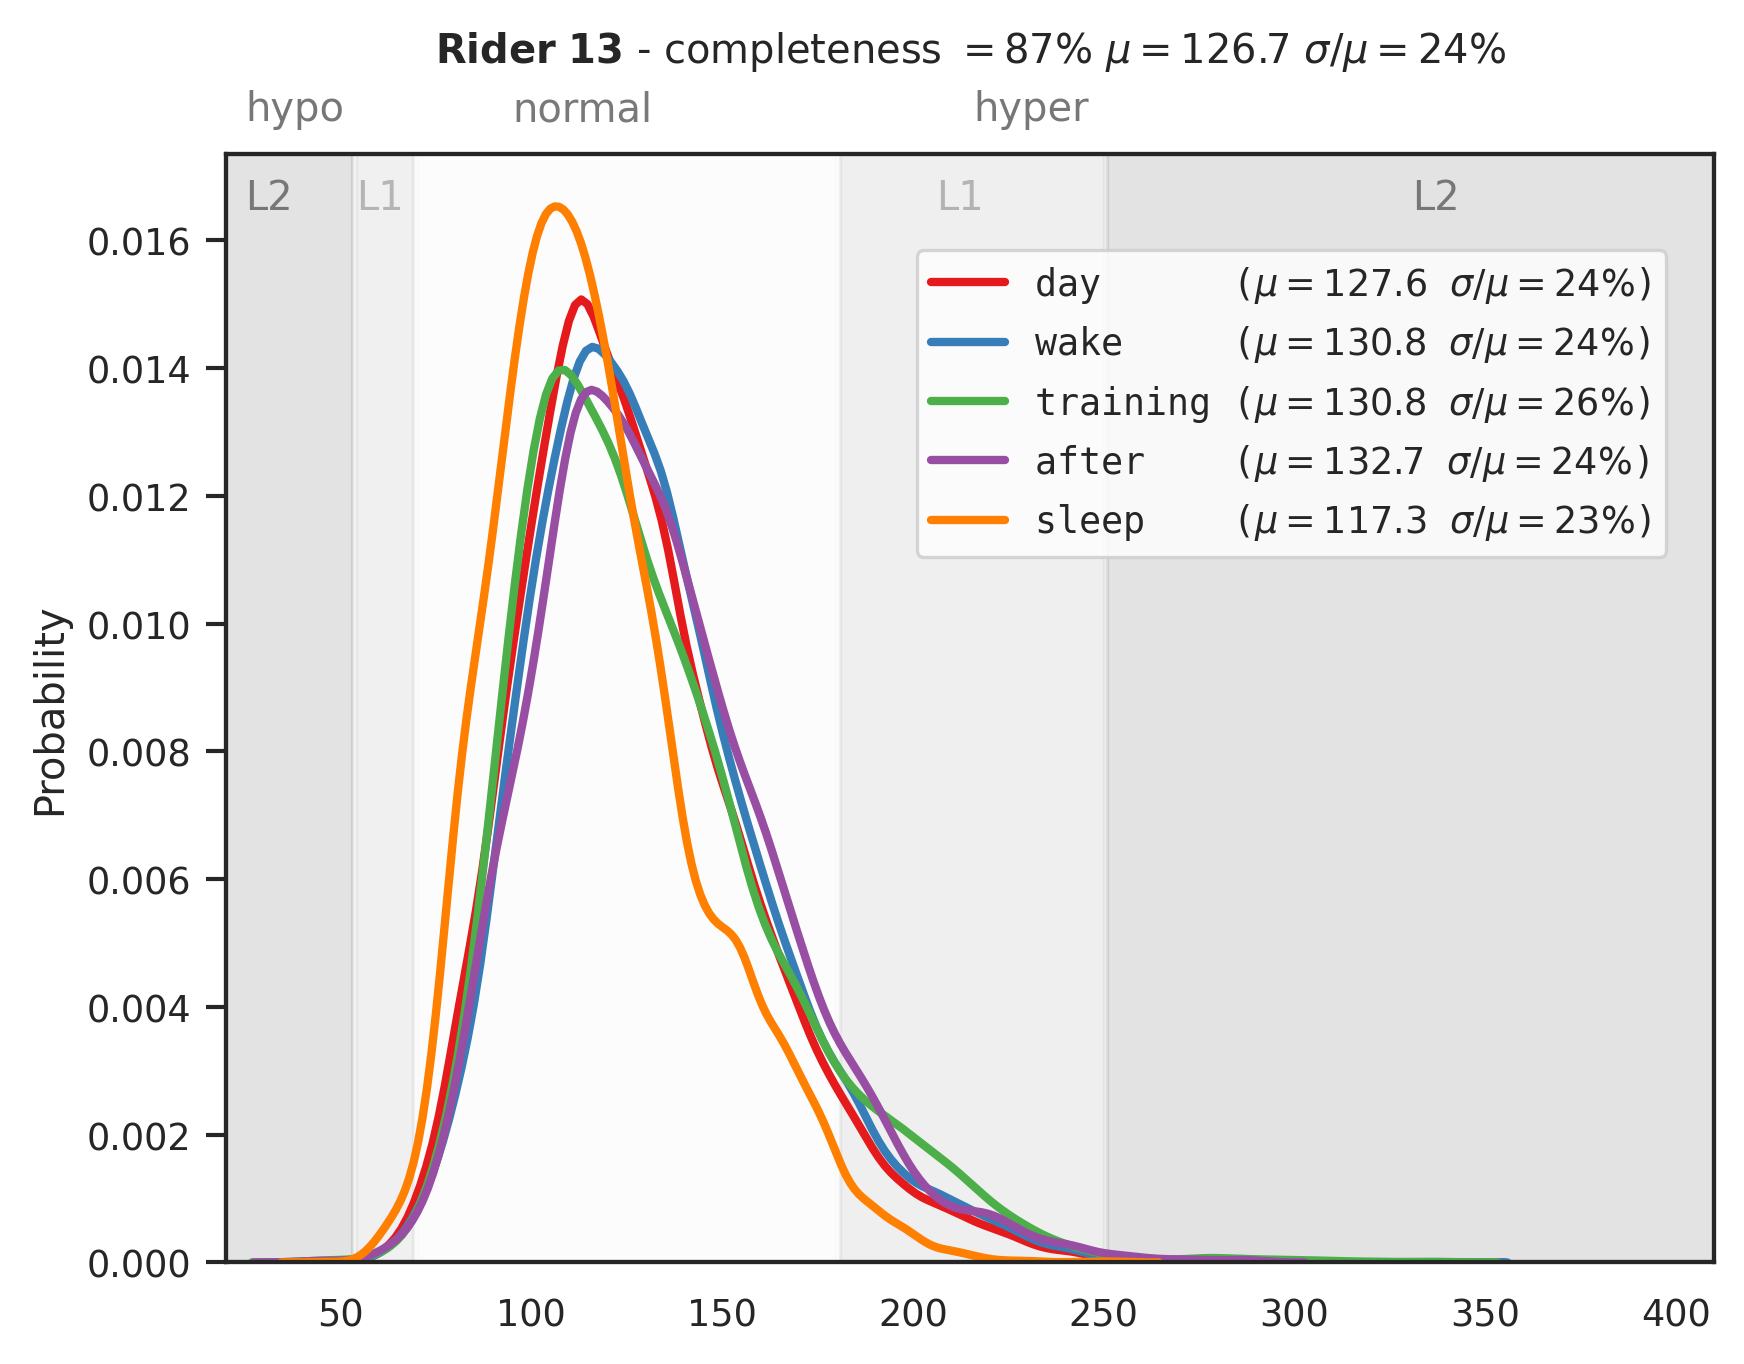 Rider 13 - completeness = 87% μ = 126.7 σ/μ = 24%
hypo normal hyper
L2 L1 L1 L2
0.016
0.014
0.012
0.010
0.008
0.006
0.004
0.002
0.000
Probability
day (μ = 127.6 σ/μ = 24%)
wake (μ = 130.8 σ/μ = 24%)
training (μ = 130.8 σ/μ = 26%)
after (μ = 132.7 σ/μ = 24%)
sleep (μ = 117.3 σ/μ = 23%)
50 100 150 200 250 300 350 400